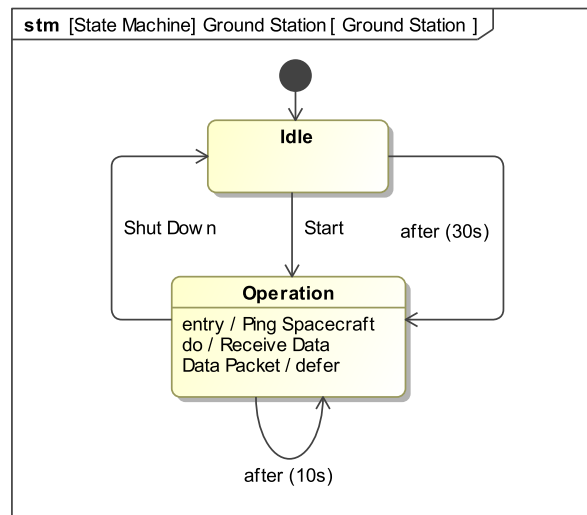 stm [State Machine] Ground Station [ Ground Station ]
Idle
Shut Down
Start
after (30s)
Operation
entry / Ping Spacecraft
do / Receive Data
Data Packet / defer
after (10s)